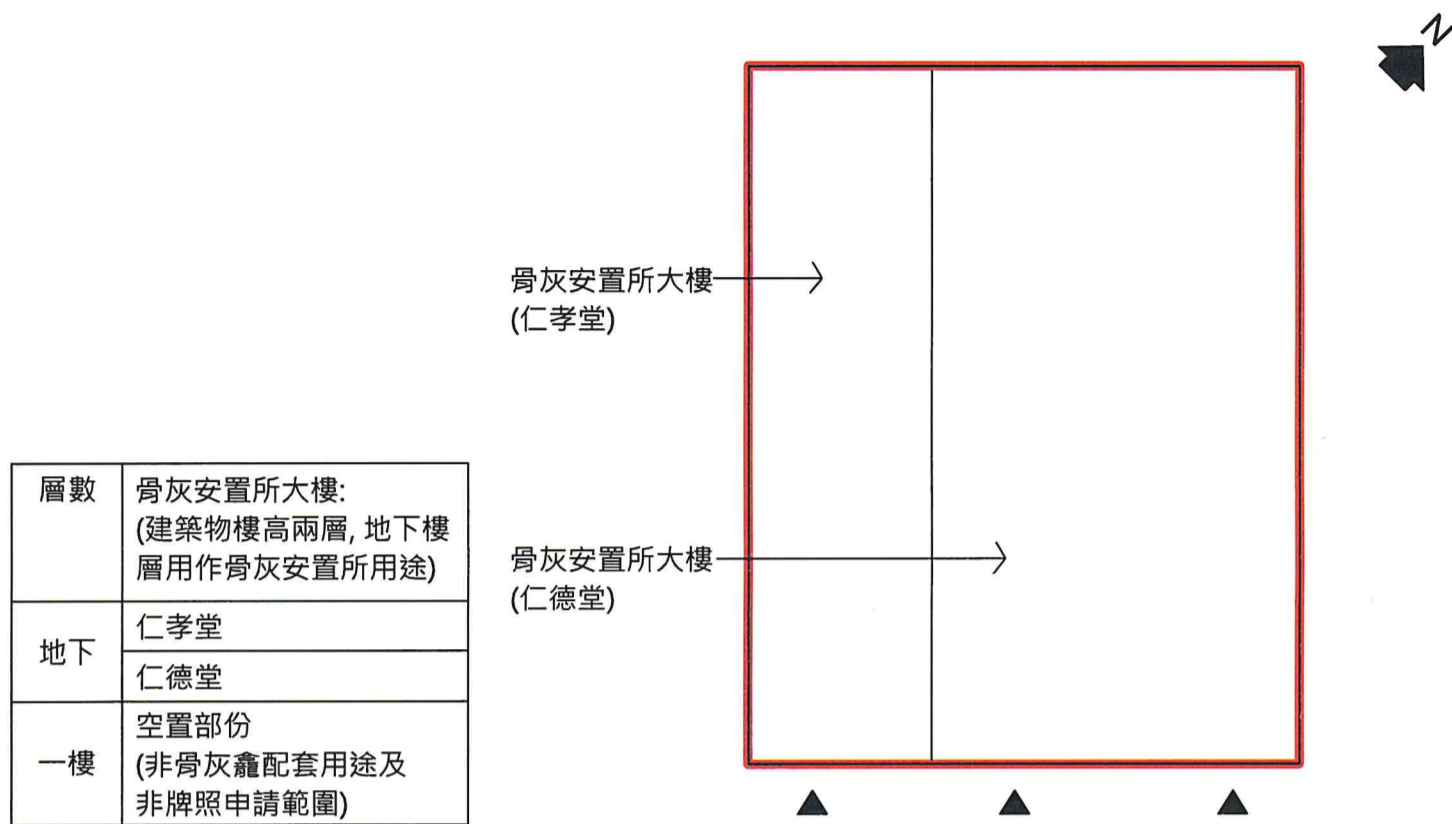 N
骨灰安置所大樓
(仁孝堂)
骨灰安置所大樓
(仁德堂)
層數
骨灰安置所大樓:
(建築物樓高兩層, 地下樓
層用作骨灰安置所用途)
地下
仁孝堂
仁德堂
一樓
空置部份
(非骨灰龕配套用途及
非牌照申請範圍)